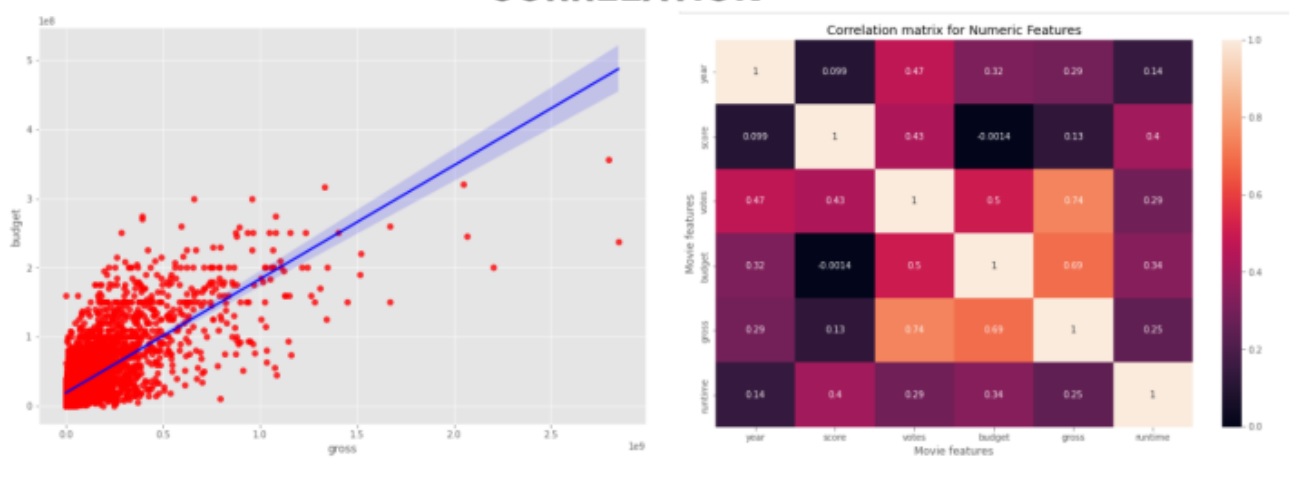 CORRELATION
1e8
5
4
3
2
1
0
budget
0.0 0.5 1.0 1.5 2.0 2.5
1e9
gross
Correlation matrix for Numeric Features
year 1 0.099 0.47 0.32 0.29 0.14
score 0.099 1 0.43 -0.0014 0.13 0.4
votes 0.47 0.43 1 0.5 0.74 0.29
budget 0.32 -0.0014 0.5 1 0.69 0.34
gross 0.29 0.13 0.74 0.69 1 0.25
runtime 0.14 0.4 0.29 0.34 0.25 1
Movie features
year score votes budget gross runtime
Movie features
1.0
0.8
0.6
0.4
0.2
0.0